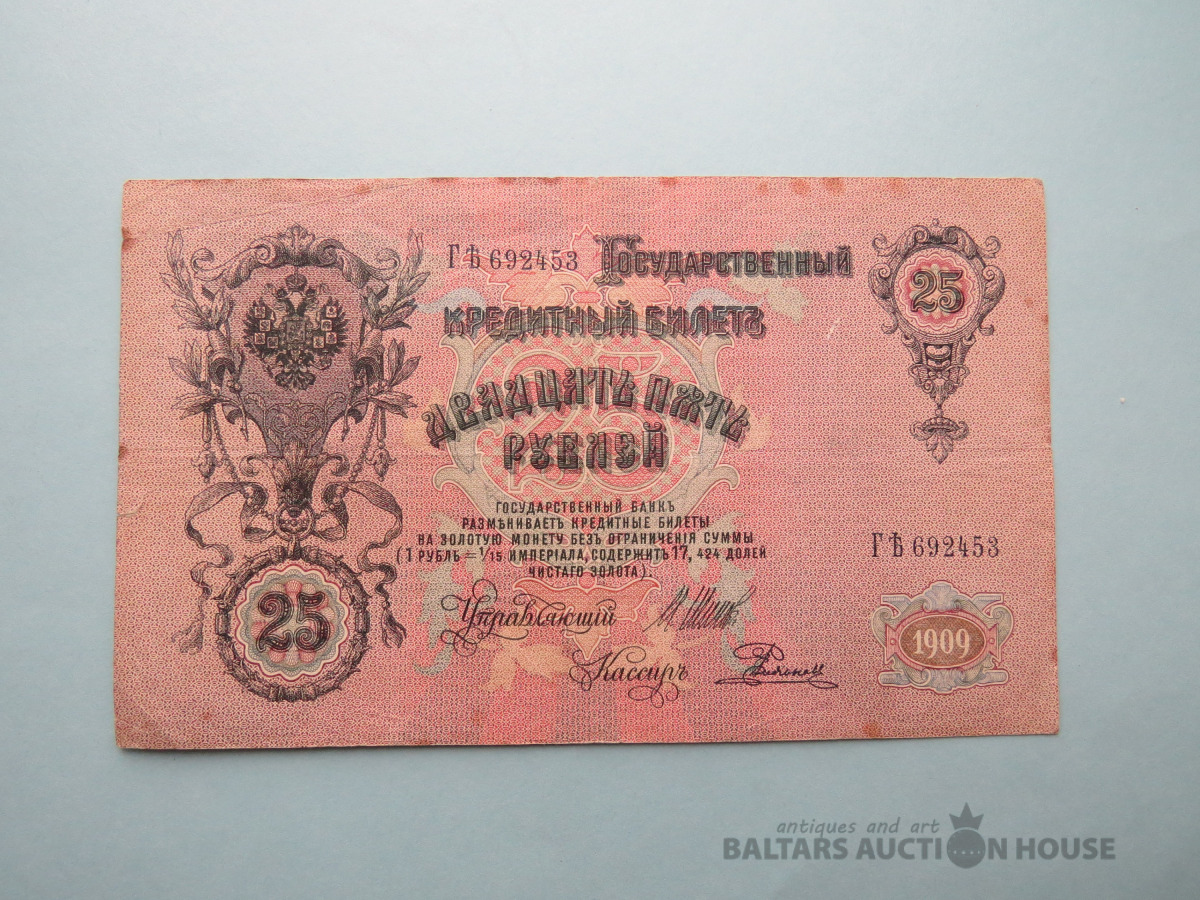 ГѢ 692453 ГОСУДАРСТВЕННЫЙ
КРЕДИТНЫЙ БИЛЕТЪ
25
ДВАДЦАТЬ ПЯТЬ
РУБЛЕЙ
ГОСУДАРСТВЕННЫЙ БАНКЪ
РАЗМѢНИВАЕТЪ КРЕДИТНЫЕ БИЛЕТЫ
НА ЗОЛОТУЮ МОНЕТУ БЕЗЪ ОГРАНИЧЕНІЯ СУММЫ
(1 РУБЛЬ = 1/15 ИМПЕРІАЛА, СОДЕРЖИТЪ 17, 424 ДОЛЕЙ
ЧИСТАГО ЗОЛОТА).
ГѢ 692453
25
25
Управляющій
Кассиръ
1909
antiques and art
BALTARS AUCTION HOUSE